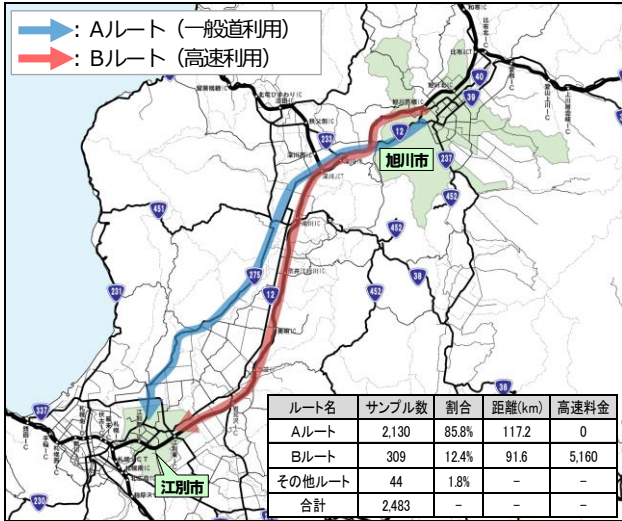 : Aルート（一般道利用）
: Bルート（高速利用）
40
39
12
233
旭川市
237
452
451
452
275
38
452
231
12
38
337
江別市
230
ルート名 サンプル数 割合 距離(km) 高速料金
Aルート 2,130 85.8% 117.2 0
Bルート 309 12.4% 91.6 5,160
その他ルート 44 1.8% − −
合計 2,483 − − −